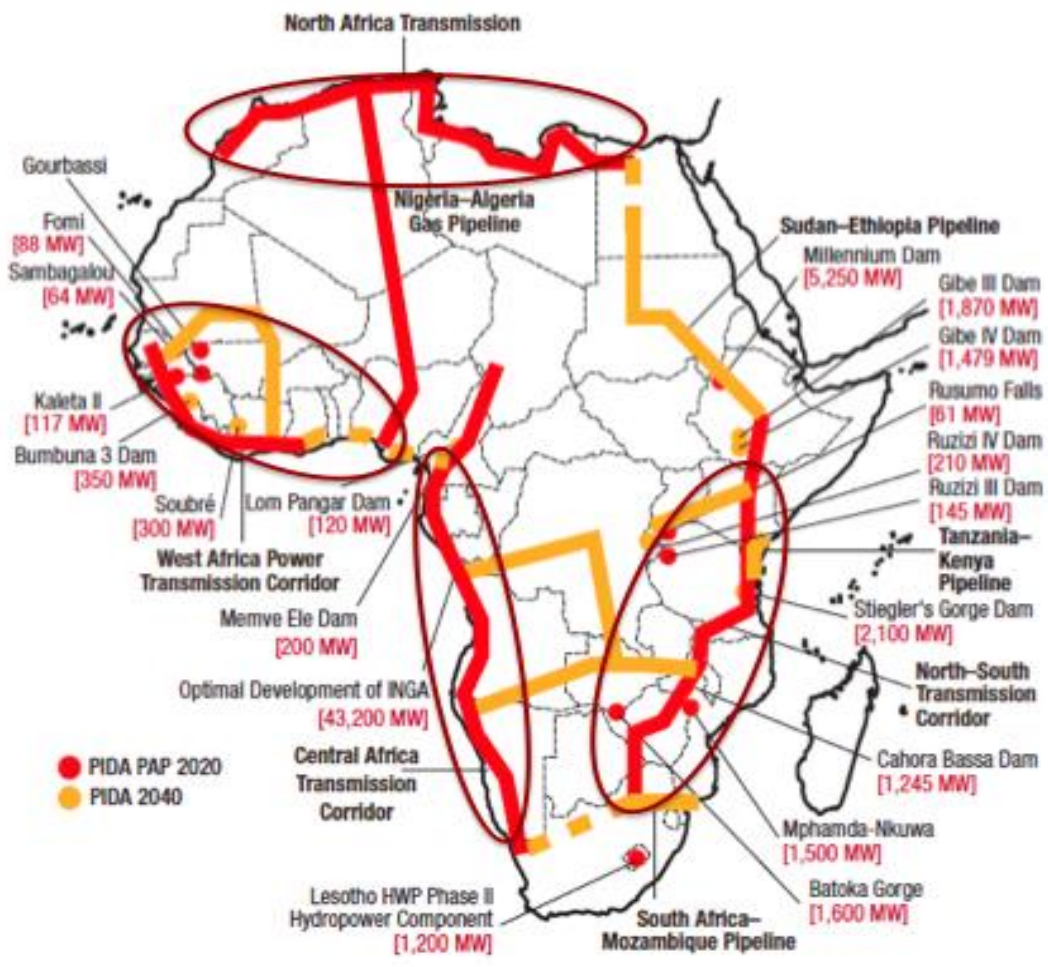 North Africa Transmission
Gourbassi
Fomi
[88 MW]
Sambagalou
[64 MW]
Nigeria–Algeria
Gas Pipeline
Sudan–Ethiopia Pipeline
Millennium Dam
[5,250 MW]
Gibe III Dam
[1,870 MW]
Gibe IV Dam
[1,479 MW]
Rusumo Falls
[61 MW]
Ruzizi IV Dam
[210 MW]
Ruzizi III Dam
[145 MW]
Tanzania–
Kenya
Pipeline
Stiegler's Gorge Dam
[2,100 MW]
North–South
Transmission
Corridor
Cahora Bassa Dam
[1,245 MW]
Mphamda-Nkuwa
[1,500 MW]
Batoka Gorge
[1,600 MW]
South Africa–
Mozambique Pipeline
Kaleta II
[117 MW]
Bumbuna 3 Dam
[350 MW]
Soubré
[300 MW]
Lom Pangar Dam
[120 MW]
West Africa Power
Transmission Corridor
Memve Ele Dam
[200 MW]
Optimal Development of INGA
[43,200 MW]
Central Africa
Transmission
Corridor
PIDA PAP 2020
PIDA 2040
Lesotho HWP Phase II
Hydropower Component
[1,200 MW]